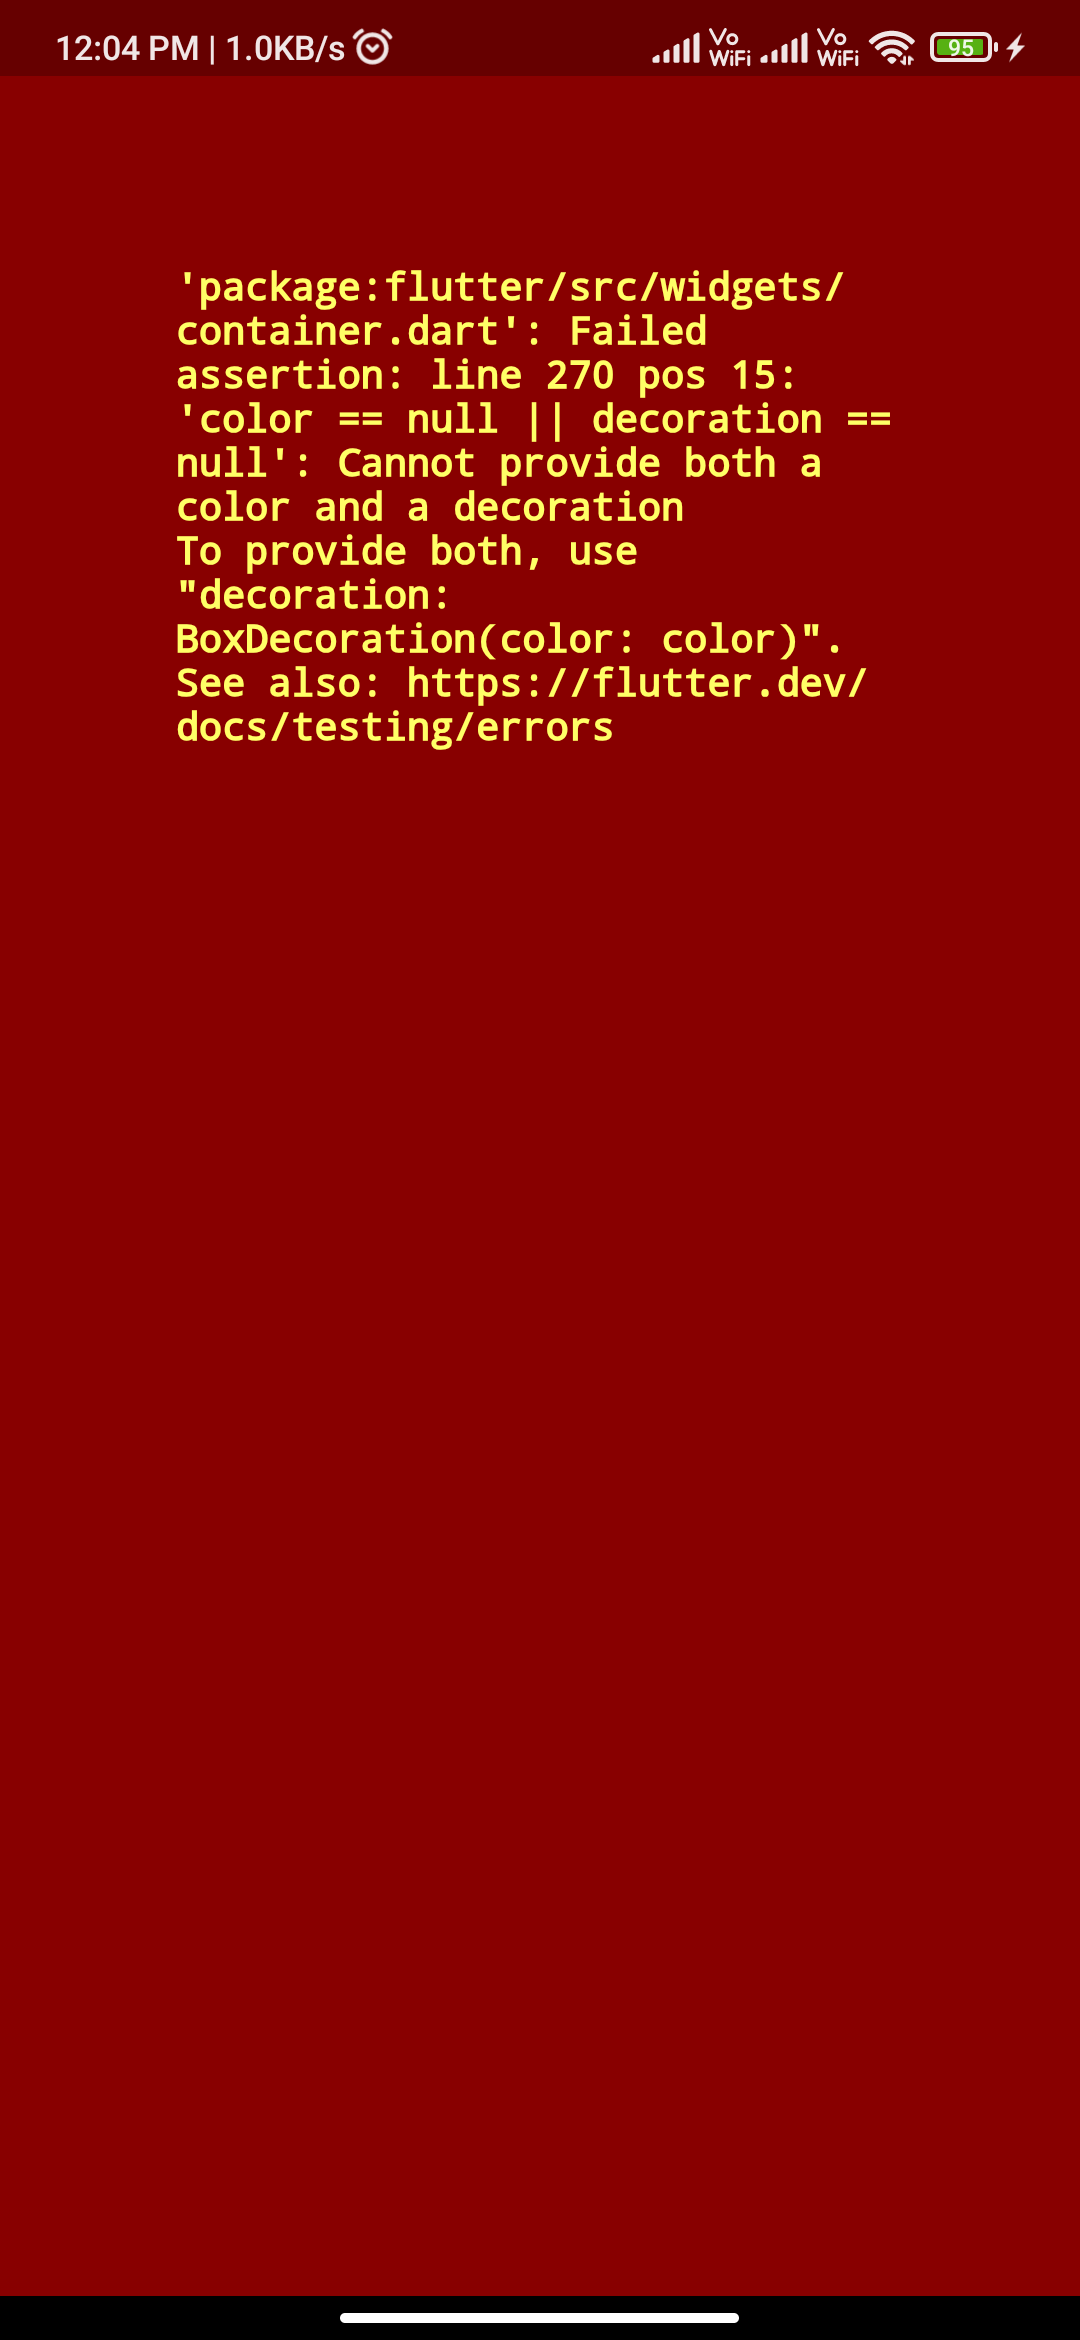 12:04 PM | 1.0KB/s Vo WiFi Vo WiFi 95
'package:flutter/src/widgets/
container.dart': Failed
assertion: line 270 pos 15:
'color == null || decoration ==
null': Cannot provide both a
color and a decoration
To provide both, use
"decoration:
BoxDecoration(color: color)".
See also: https://flutter.dev/
docs/testing/errors